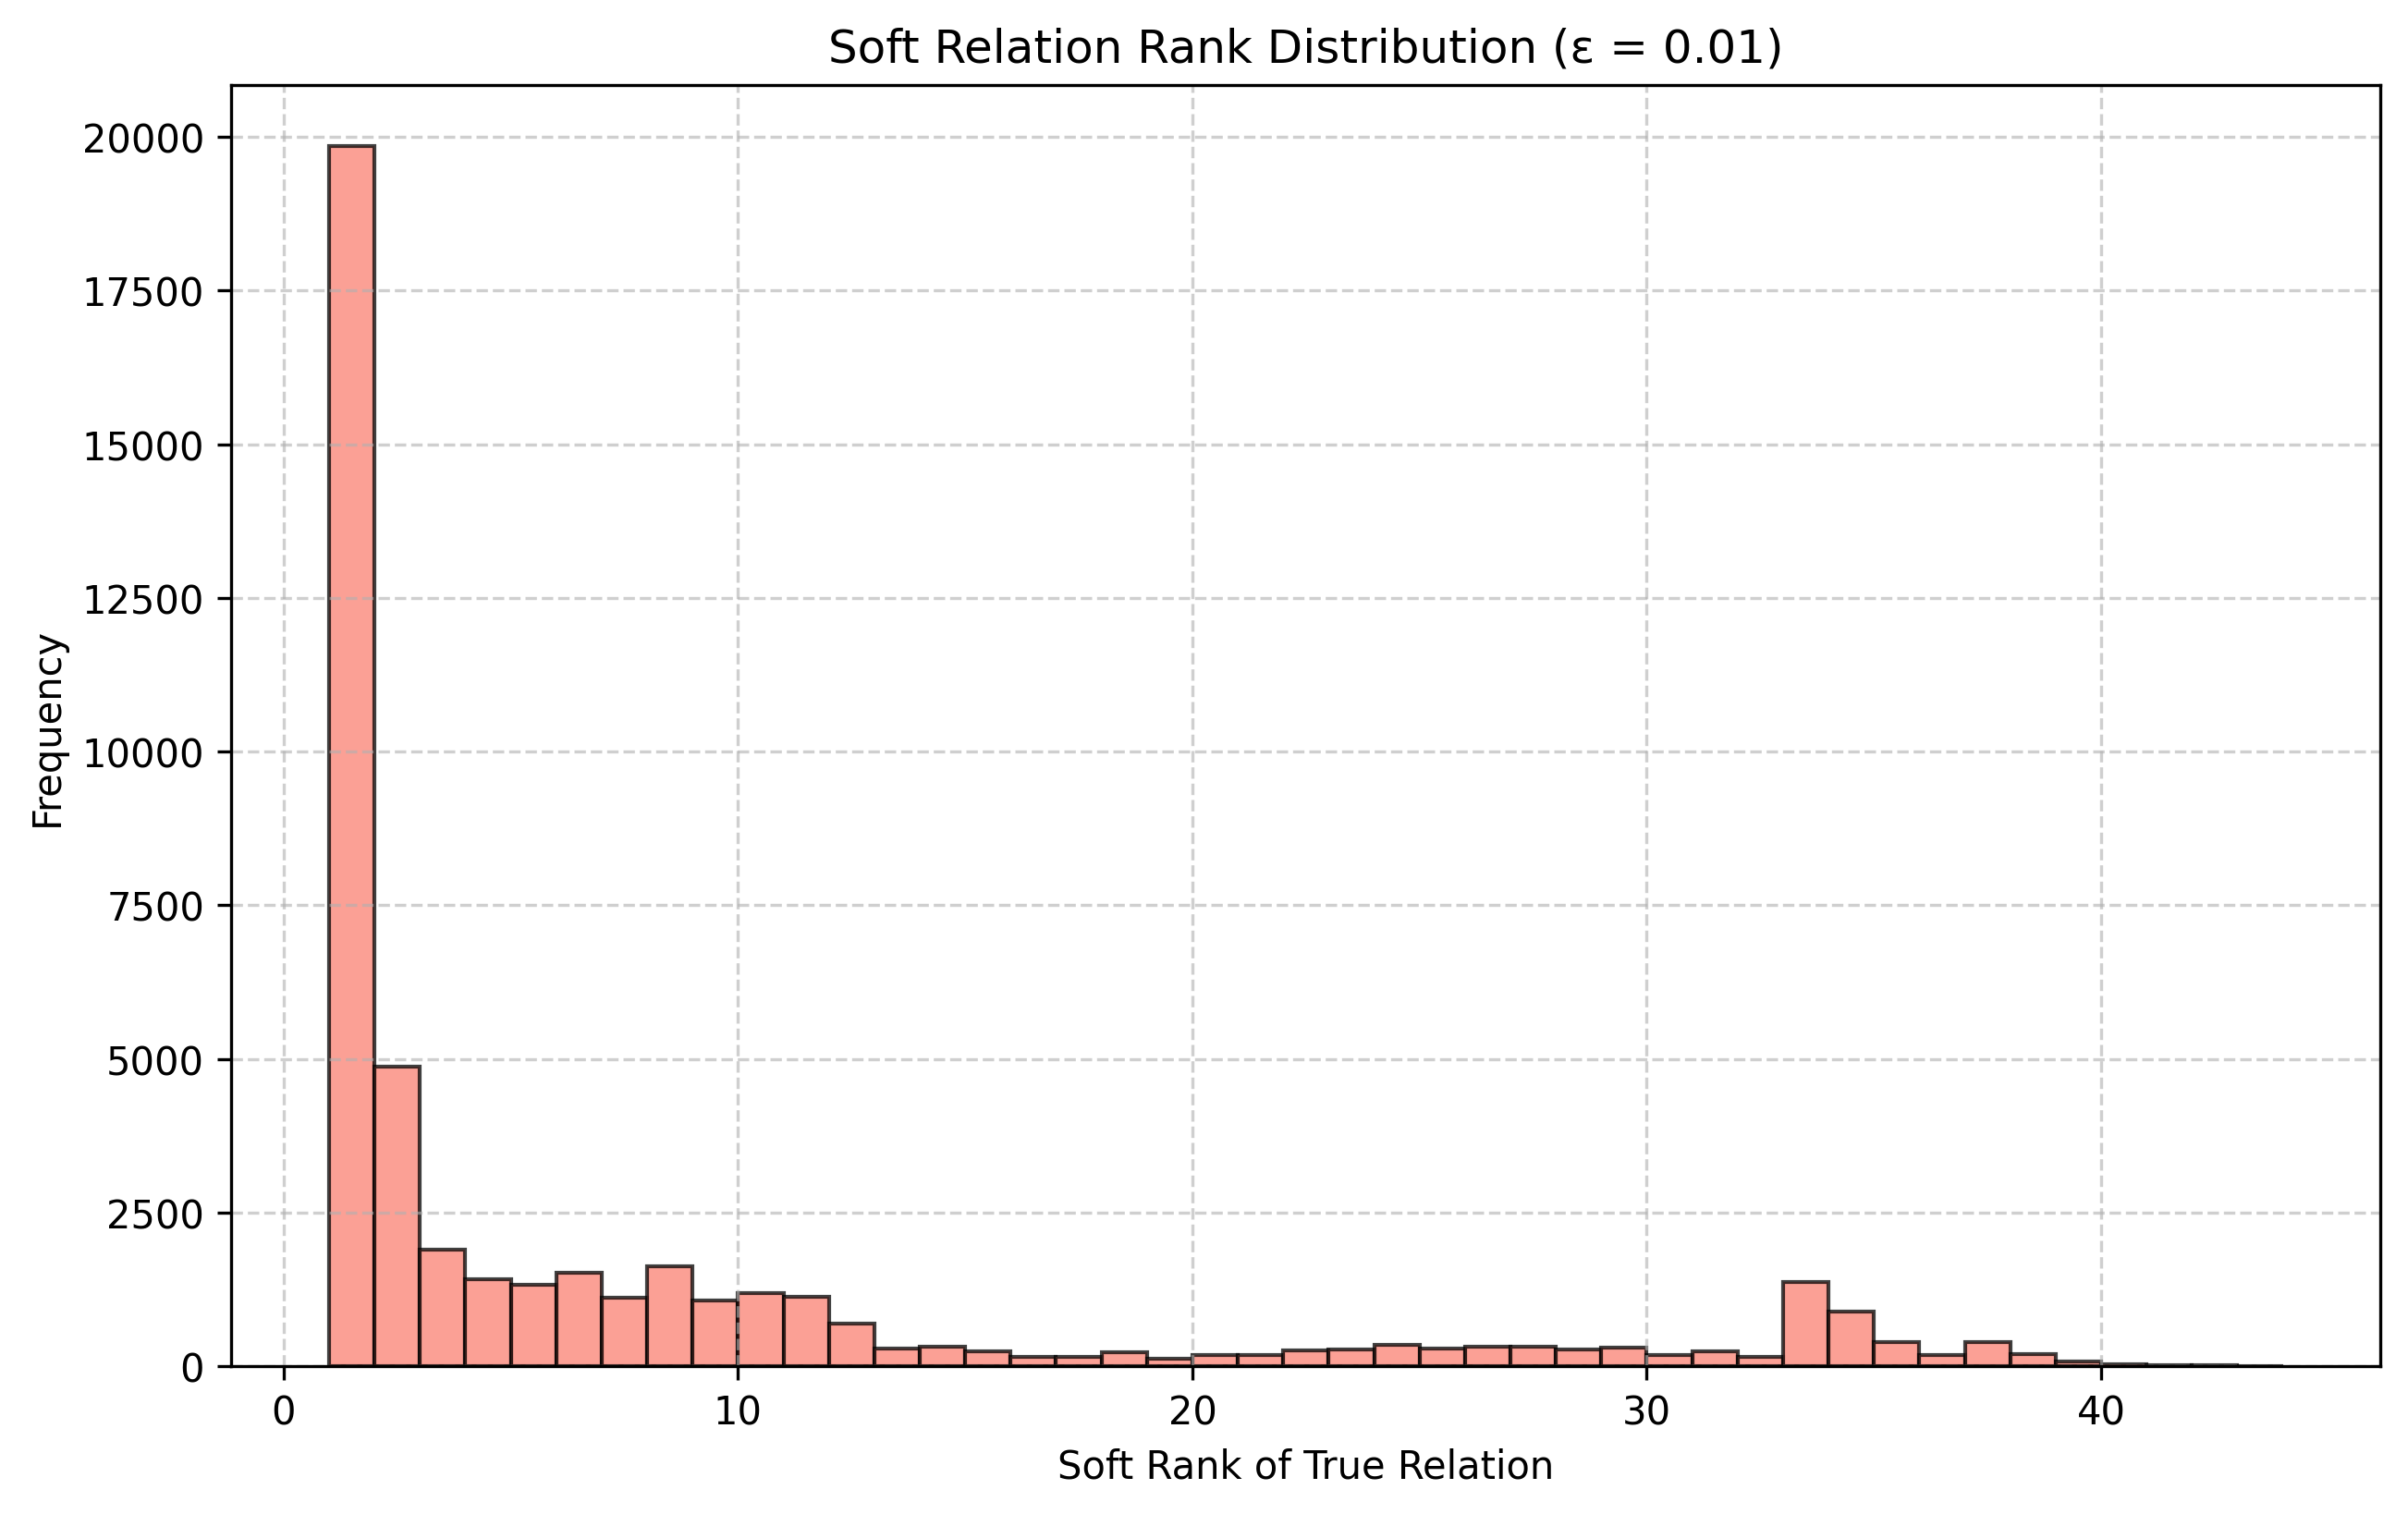 Soft Relation Rank Distribution (ε = 0.01)
20000
17500
15000
12500
10000
7500
5000
2500
0
Frequency
0 10 20 30 40
Soft Rank of True Relation